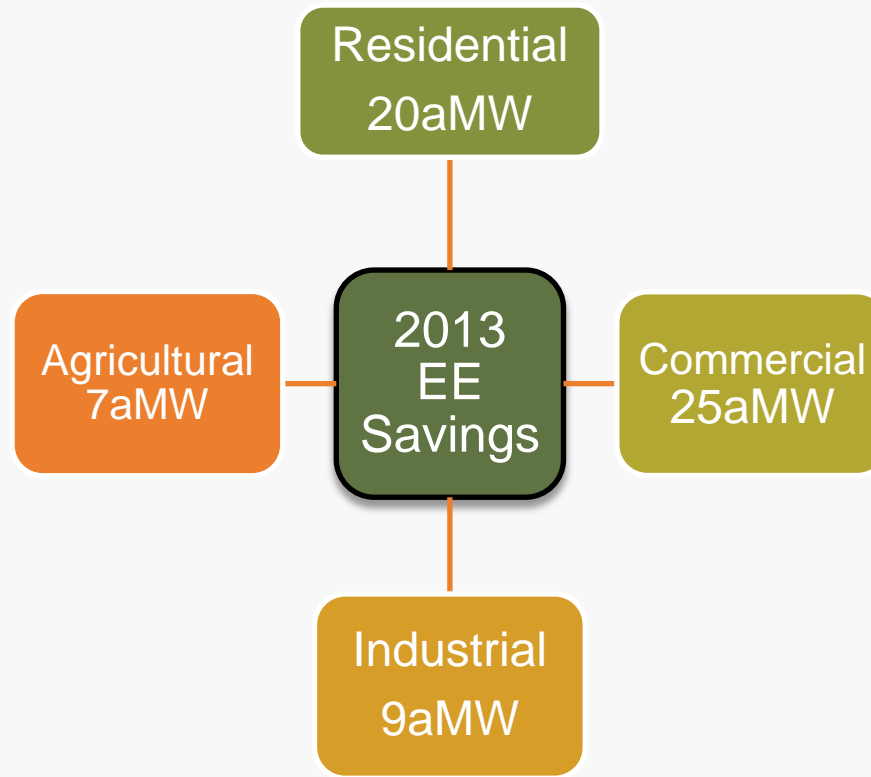 Residential
20aMW
Agricultural
7aMW
2013
EE
Savings
Commercial
25aMW
Industrial
9aMW